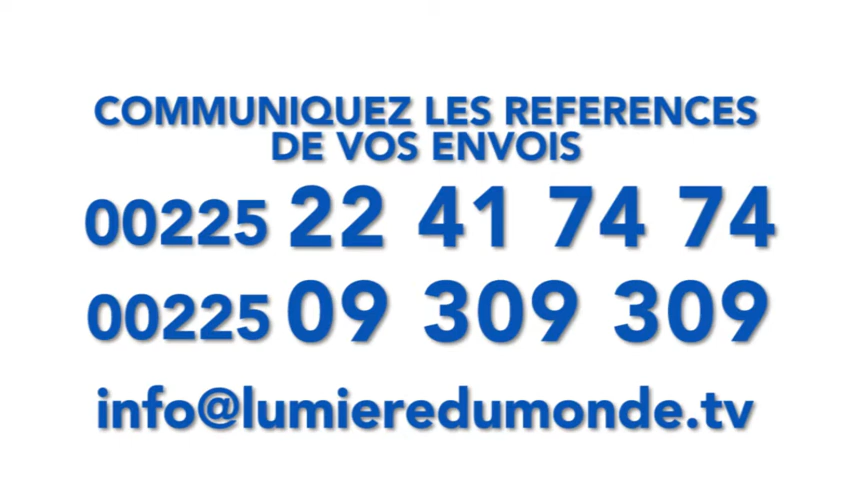 COMMUNIQUEZ LES REFERENCES
DE VOS ENVOIS
00225 22 41 74 74
00225 09 309 309
info@lumieredumonde.tv